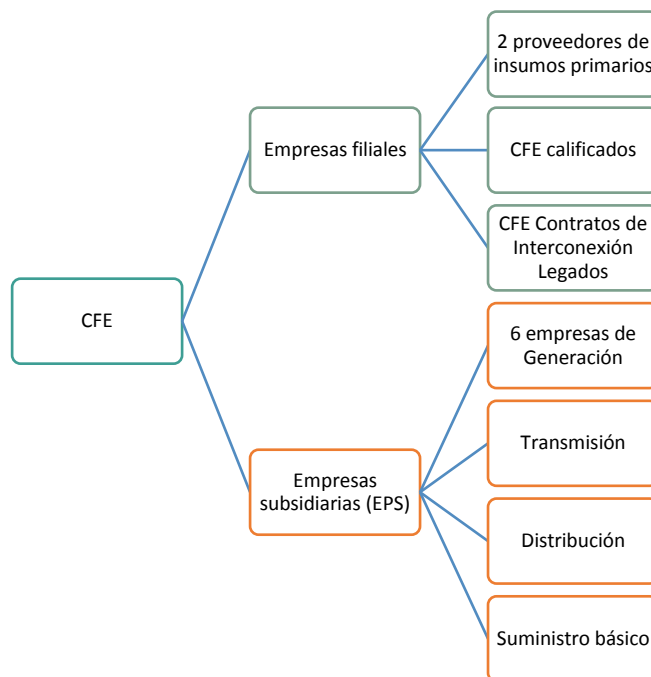 2 proveedores de
insumos primarios
Empresas filiales
CFE calificados
CFE Contratos de
Interconexión
Legados
CFE
6 empresas de
Generación
Transmisión
Empresas
subsidiarias (EPS)
Distribución
Suministro básico